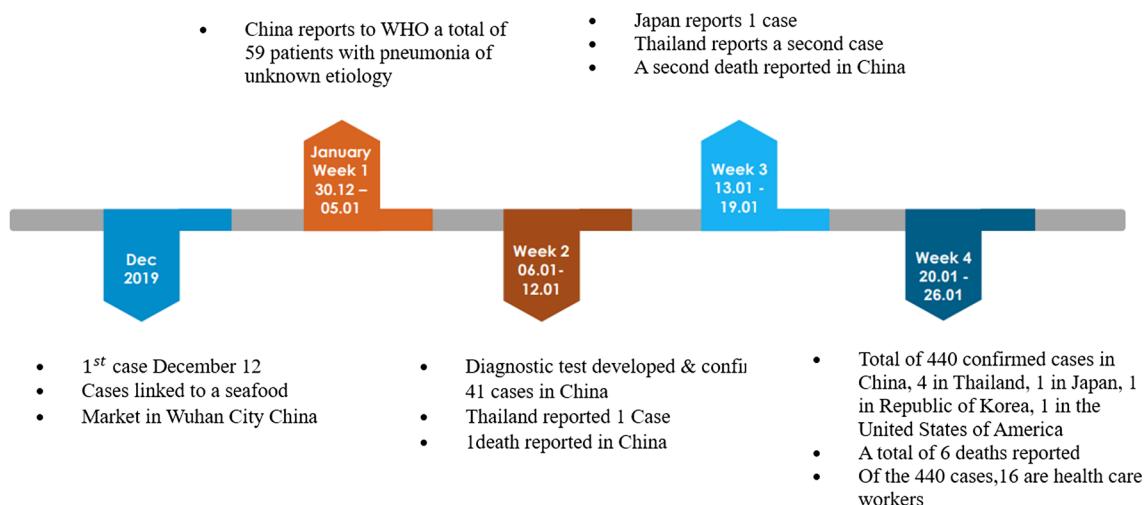 • China reports to WHO a total of
59 patients with pneumonia of
unknown etiology
• Japan reports 1 case
• Thailand reports a second case
• A second death reported in China
January
Week 1
30.12 –
05.01
Week 3
13.01 -
19.01
Dec
2019
Week 2
06.01-
12.01
Week 4
20.01 -
26.01
• 1st case December 12
• Cases linked to a seafood
• Market in Wuhan City China
• Diagnostic test developed & confi
41 cases in China
• Thailand reported 1 Case
• 1death reported in China
• Total of 440 confirmed cases in
China, 4 in Thailand, 1 in Japan, 1
in Republic of Korea, 1 in the
United States of America
• A total of 6 deaths reported
• Of the 440 cases,16 are health care
workers